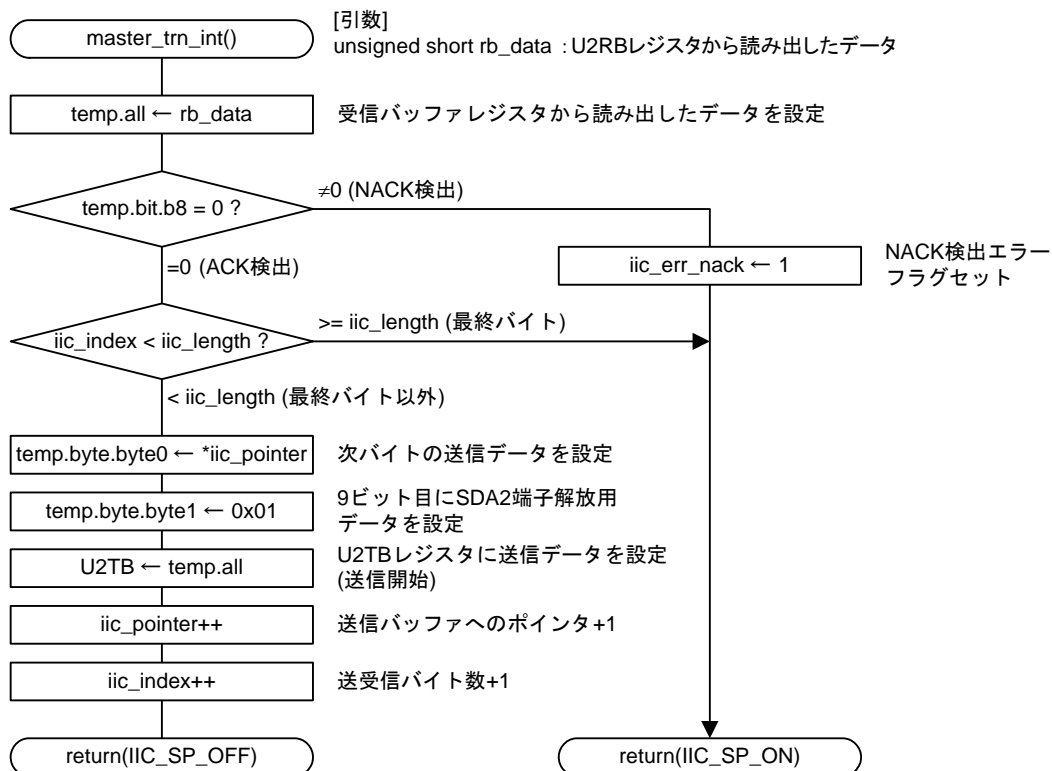 master_trn_int()
[引数]
unsigned short rb_data ：U2RBレジスタから読み出したデータ
temp.all ← rb_data
受信バッファレジスタから読み出したデータを設定
temp.bit.b8 = 0 ?
≠0 (NACK検出)
=0 (ACK検出)
iic_err_nack ← 1
NACK検出エラー
フラグセット
iic_index < iic_length ?
>= iic_length (最終バイト)
< iic_length (最終バイト以外)
temp.byte.byte0 ← *iic_pointer
次バイトの送信データを設定
temp.byte.byte1 ← 0x01
9ビット目にSDA2端子解放用
データを設定
U2TB ← temp.all
U2TBレジスタに送信データを設定
(送信開始)
iic_pointer++
送信バッファへのポインタ+1
iic_index++
送受信バイト数+1
return(IIC_SP_OFF)
return(IIC_SP_ON)